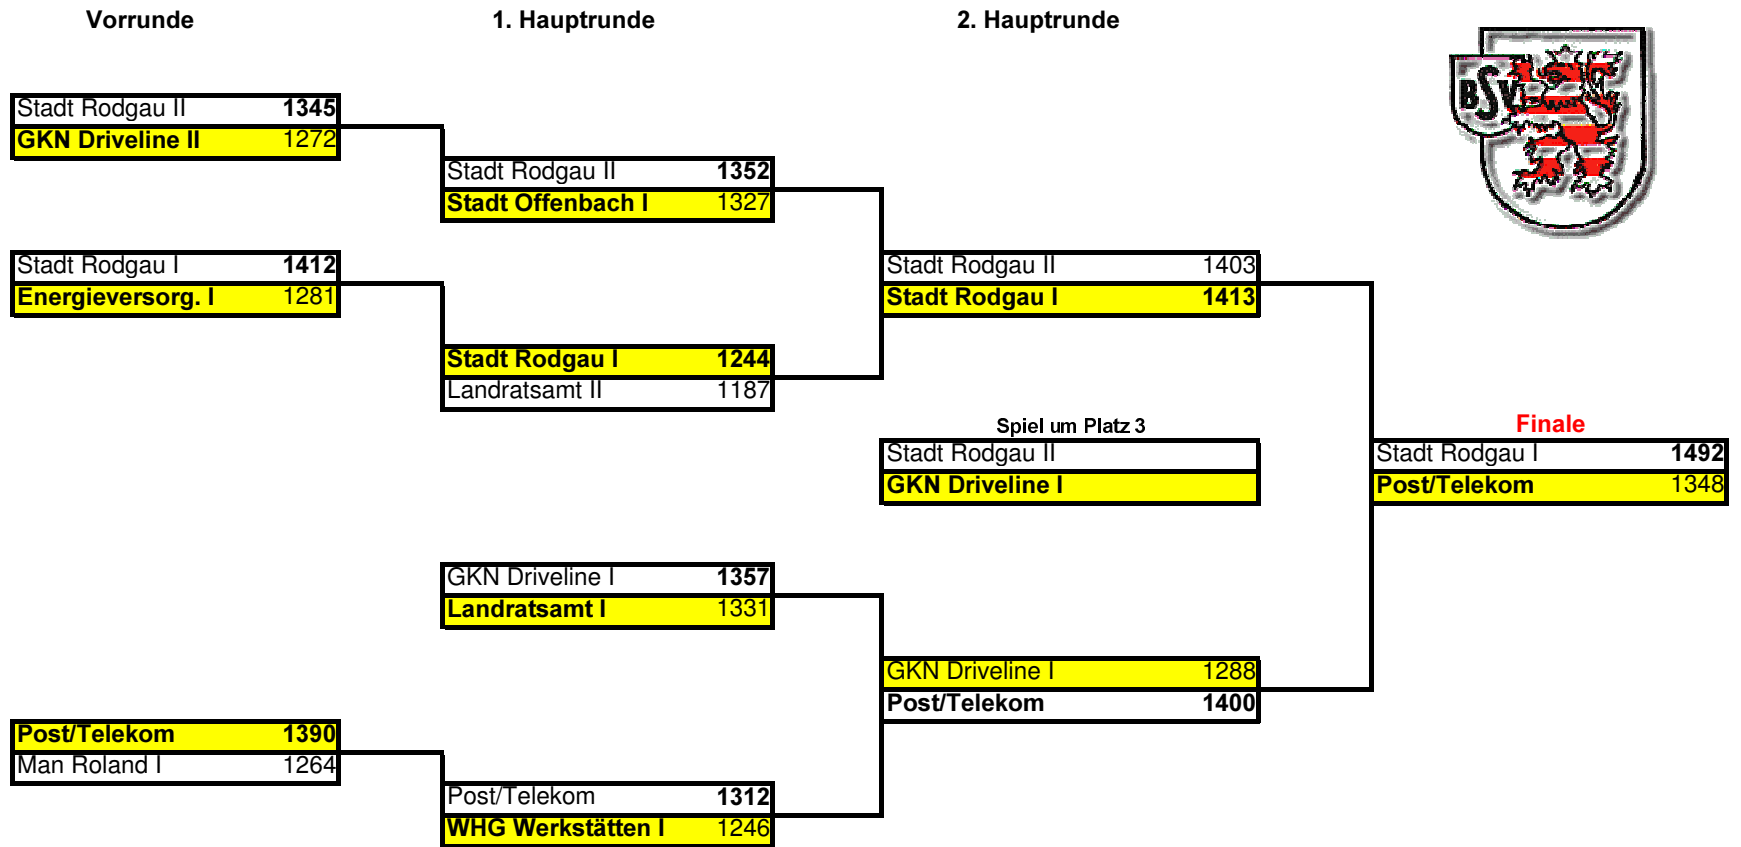 Vorrunde 1. Hauptrunde 2. Hauptrunde
BSV
Stadt Rodgau II 1345
GKN Driveline II 1272
Stadt Rodgau II 1352
Stadt Offenbach I 1327
Stadt Rodgau I 1412
Energieversorg. I 1281
Stadt Rodgau II 1403
Stadt Rodgau I 1413
Stadt Rodgau I 1244
Landratsamt II 1187
Spiel um Platz 3
Stadt Rodgau II
GKN Driveline I
Finale
Stadt Rodgau I 1492
Post/Telekom 1348
GKN Driveline I 1357
Landratsamt I 1331
GKN Driveline I 1288
Post/Telekom 1400
Post/Telekom 1390
Man Roland I 1264
Post/Telekom 1312
WHG Werkstätten I 1246